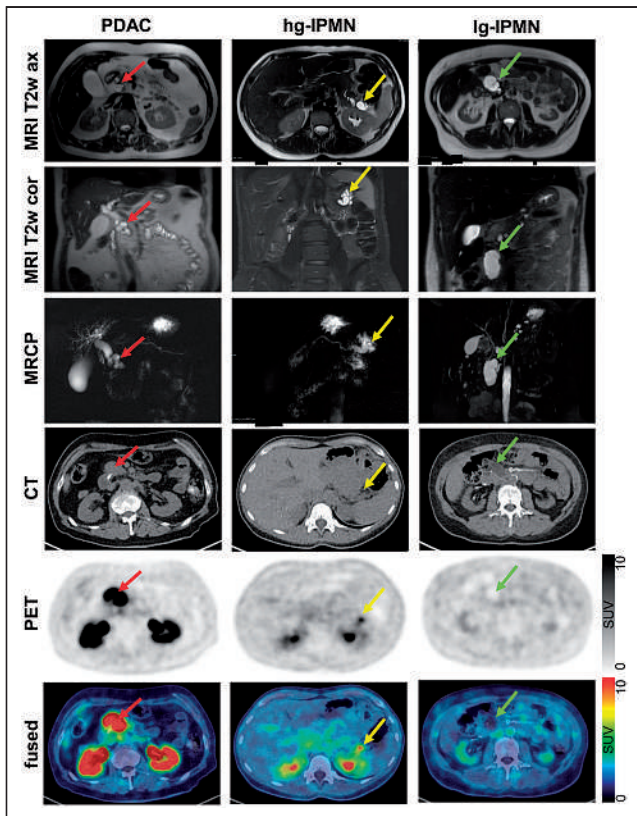 PDAC
hg-IPMN
lg-IPMN
MRI T2w ax
MRI T2w cor
MRCP
CT
PET
10
SUV
0
fused
10
SUV
0